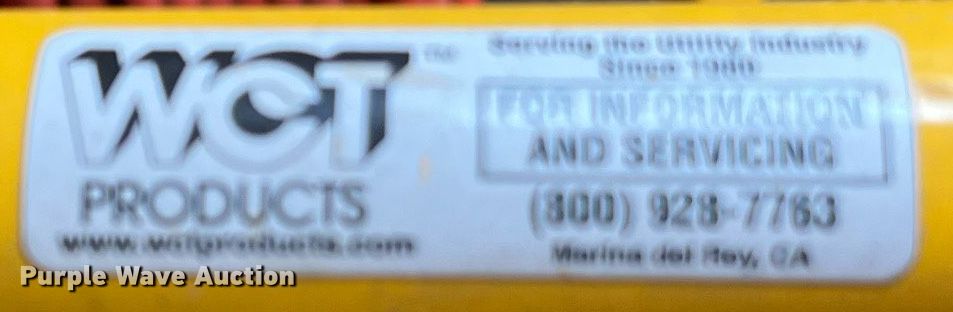 WCT™
PRODUCTS
www.wctproducts.com
Serving the Utility Industry
Since 1980
FOR INFORMATION
AND SERVICING
(800) 928-7763
Marina del Rey, CA
Purple Wave Auction